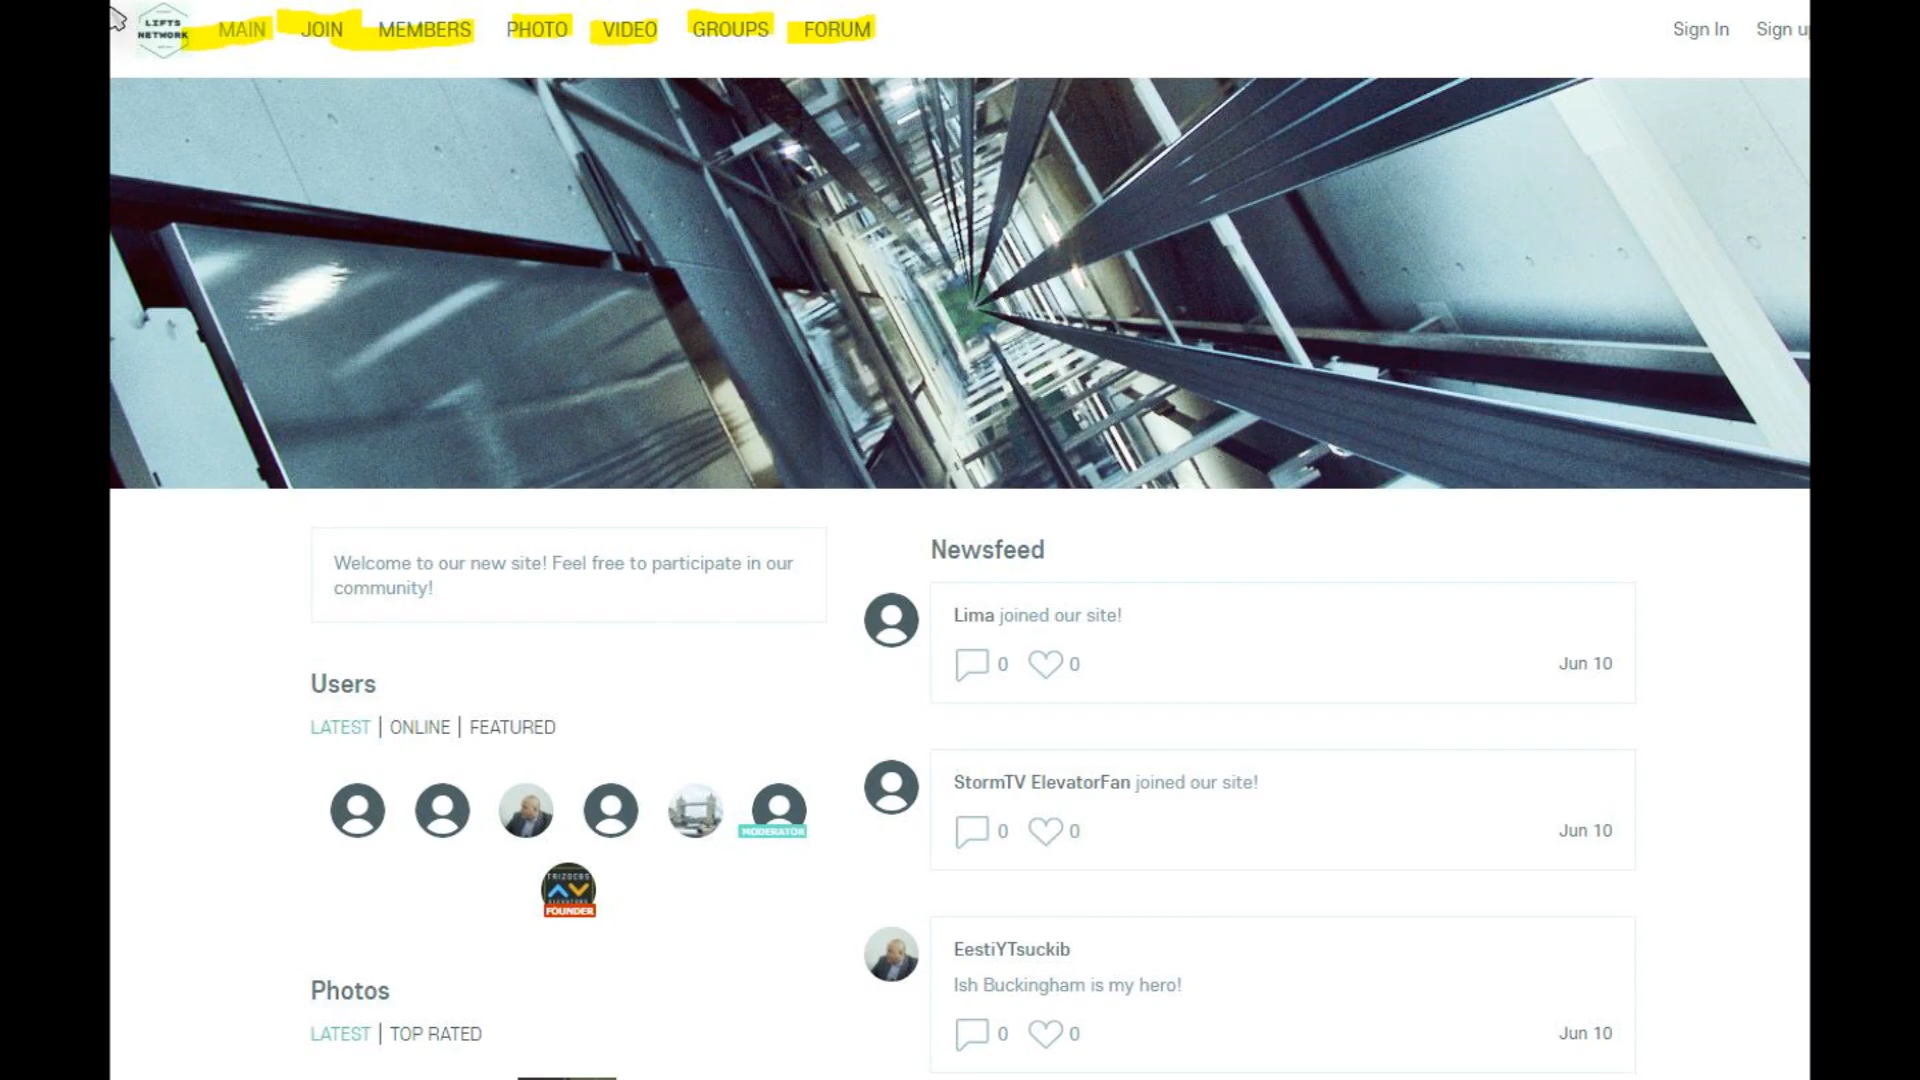 LIFTS
NETWORK
MAIN JOIN MEMBERS PHOTO VIDEO GROUPS FORUM
Sign In Sign u
Welcome to our new site! Feel free to participate in our
community!
Users
LATEST | ONLINE | FEATURED
MODERATOR
TRIZOCBS
FOUNDER
Photos
LATEST | TOP RATED
Newsfeed
Lima joined our site!
0 0 Jun 10
StormTV ElevatorFan joined our site!
0 0 Jun 10
EestiYTsuckib
Ish Buckingham is my hero!
0 0 Jun 10